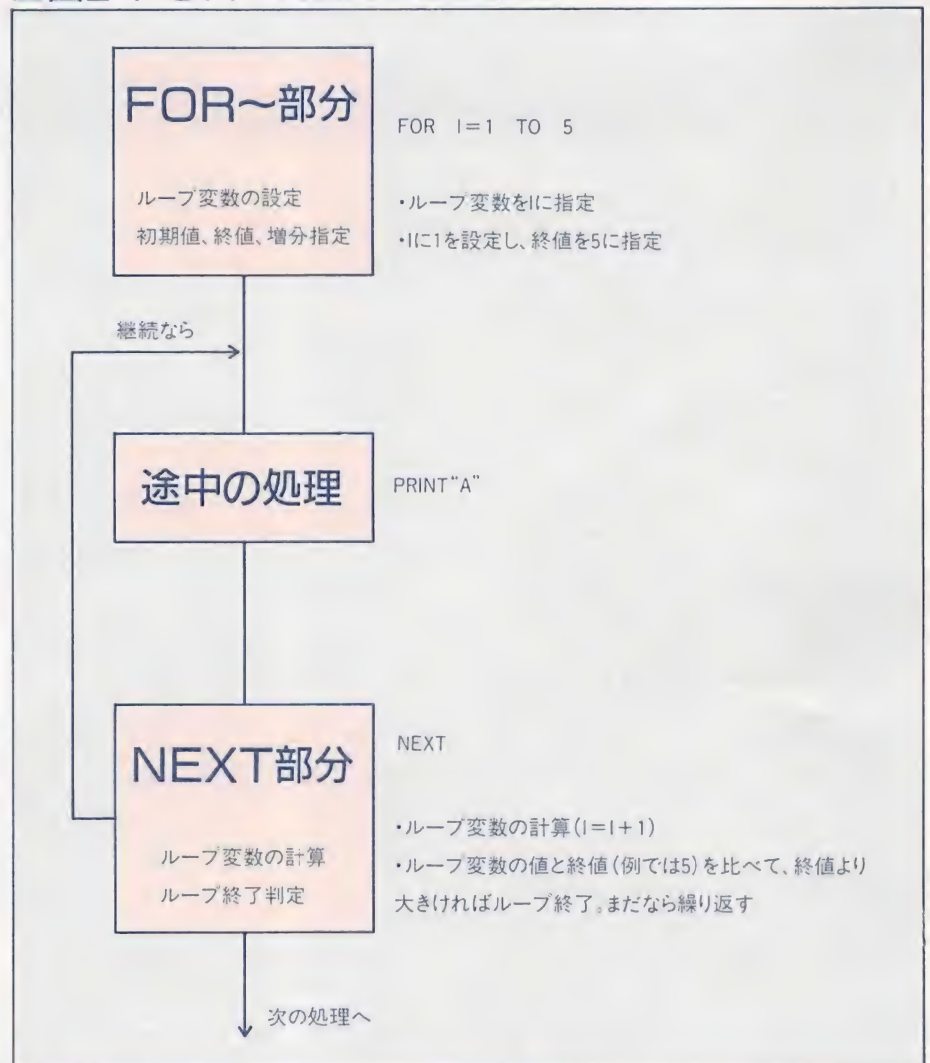 FOR～部分
ループ変数の設定
初期値、終値、増分指定
FOR I=1 TO 5
・ループ変数をIに指定
・Iに1を設定し、終値を5に指定
継続なら
途中の処理
PRINT"A"
NEXT部分
ループ変数の計算
ループ終了判定
NEXT
・ループ変数の計算(I=I+1)
・ループ変数の値と終値(例では5)を比べて、終値より
大きければループ終了。まだなら繰り返す
次の処理へ